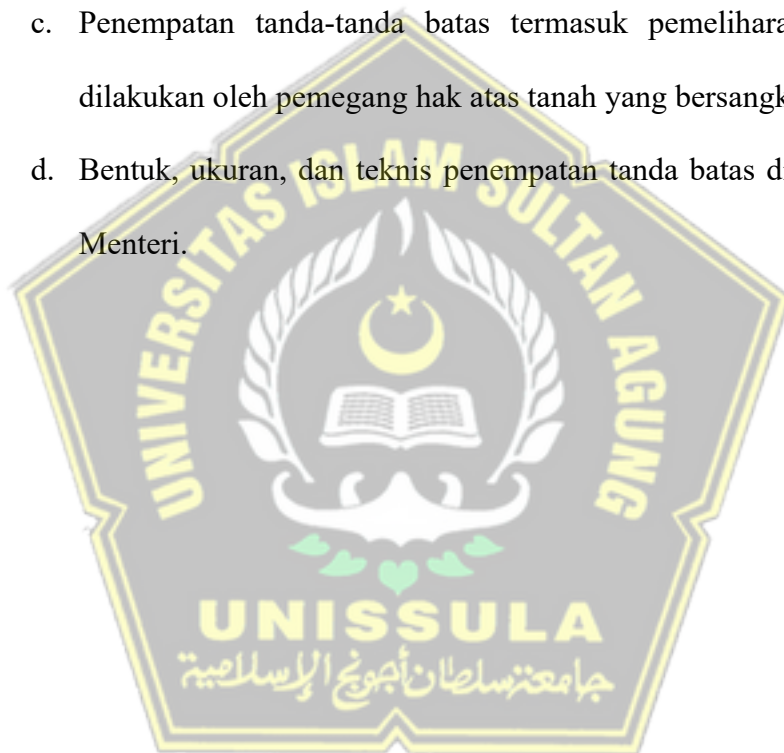 c. Penempatan tanda-tanda batas termasuk pemelihara
dilakukan oleh pemegang hak atas tanah yang bersangk
d. Bentuk, ukuran, dan teknis penempatan tanda batas d
Menteri.
UNIVERSITAS ISLAM SULTAN AGUNG
UNISSULA
جامعة سلطان أجونج الإسلامية